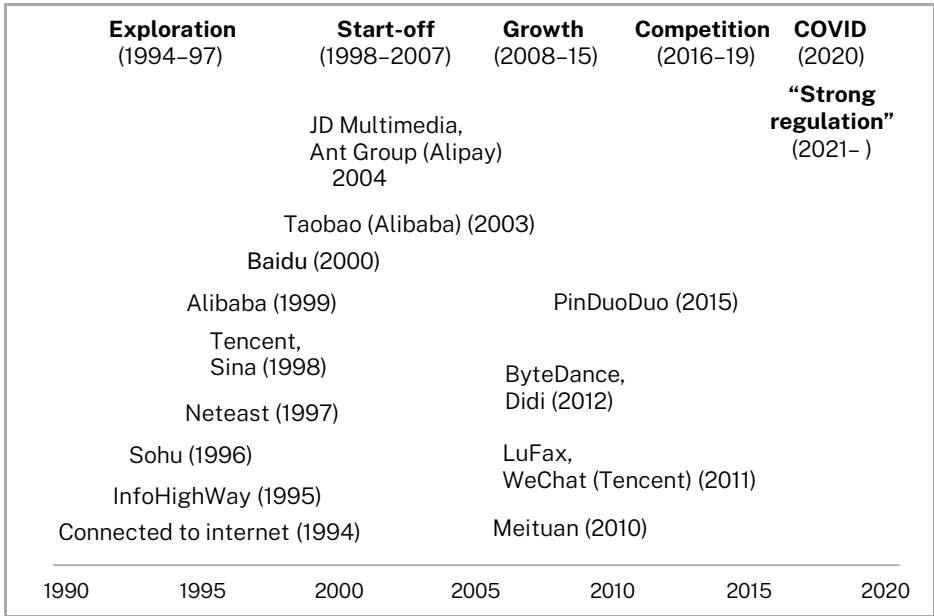 Exploration
(1994–97)
Start-off
(1998–2007)
Growth
(2008–15)
Competition
(2016–19)
COVID
(2020)
“Strong
regulation”
(2021– )
JD Multimedia,
Ant Group (Alipay)
2004
Taobao (Alibaba) (2003)
Baidu (2000)
Alibaba (1999)
PinDuoDuo (2015)
Tencent,
Sina (1998)
ByteDance,
Didi (2012)
Neteast (1997)
Sohu (1996)
LuFax,
WeChat (Tencent) (2011)
InfoHighWay (1995)
Connected to internet (1994)
Meituan (2010)
1990 1995 2000 2005 2010 2015 2020